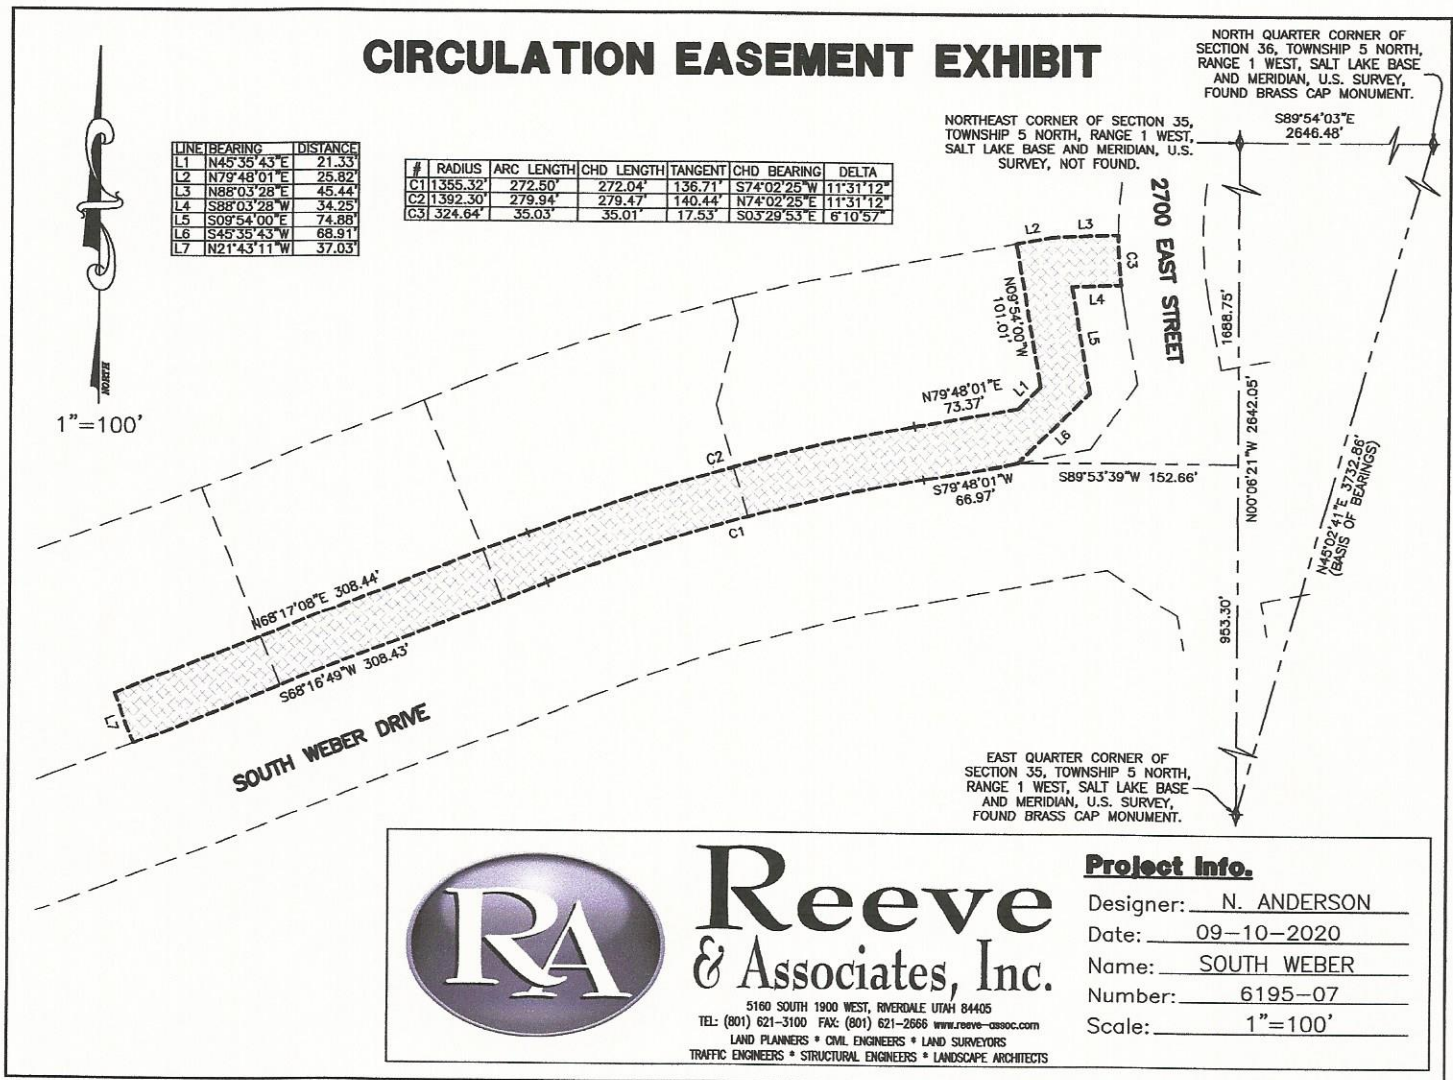 CIRCULATION EASEMENT EXHIBIT
NORTH QUARTER CORNER OF
SECTION 36, TOWNSHIP 5 NORTH,
RANGE 1 WEST, SALT LAKE BASE
AND MERIDIAN, U.S. SURVEY,
FOUND BRASS CAP MONUMENT.
S89°54'03"E
2646.48'
NORTHEAST CORNER OF SECTION 35,
TOWNSHIP 5 NORTH, RANGE 1 WEST,
SALT LAKE BASE AND MERIDIAN, U.S.
SURVEY, NOT FOUND.
NORTH
1"=100'
LINE BEARING DISTANCE
L1 N45°35'43"E 21.33'
L2 N79°48'01"E 25.82'
L3 N88°03'28"E 45.44'
L4 S88°03'28"W 34.25'
L5 S09°54'00"E 74.88'
L6 S45°35'43"W 68.91'
L7 N21°43'11"W 37.03'
# RADIUS ARC LENGTH CHD LENGTH TANGENT CHD BEARING DELTA
C1 1355.32' 272.50' 272.04' 136.71' S74°02'25"W 11°31'12"
C2 1392.30' 279.94' 279.47' 140.44' N74°02'25"E 11°31'12"
C3 324.64' 35.03' 35.01' 17.53' S03°29'53"E 6°10'57"
2700 EAST STREET
L2
L3
C3
L4
L5
N09°54'00"W
101.01'
L1
N79°48'01"E
73.37'
L6
1688.75'
N00°06'21"W 2642.05'
N45°02'41"E 3732.86'
(BASIS OF BEARINGS)
C2
S79°48'01"W
66.97'
S89°53'39"W 152.66'
C1
N68°17'08"E 308.44'
S68°16'49"W 308.43'
953.30'
L7
SOUTH WEBER DRIVE
EAST QUARTER CORNER OF
SECTION 35, TOWNSHIP 5 NORTH,
RANGE 1 WEST, SALT LAKE BASE
AND MERIDIAN, U.S. SURVEY,
FOUND BRASS CAP MONUMENT.
RA
Reeve
& Associates, Inc.
5160 SOUTH 1900 WEST, RIVERDALE UTAH 84405
TEL: (801) 621-3100 FAX: (801) 621-2666 www.reeve-assoc.com
LAND PLANNERS * CIVIL ENGINEERS * LAND SURVEYORS
TRAFFIC ENGINEERS * STRUCTURAL ENGINEERS * LANDSCAPE ARCHITECTS
Project Info.
Designer: N. ANDERSON
Date: 09-10-2020
Name: SOUTH WEBER
Number: 6195-07
Scale: 1"=100'